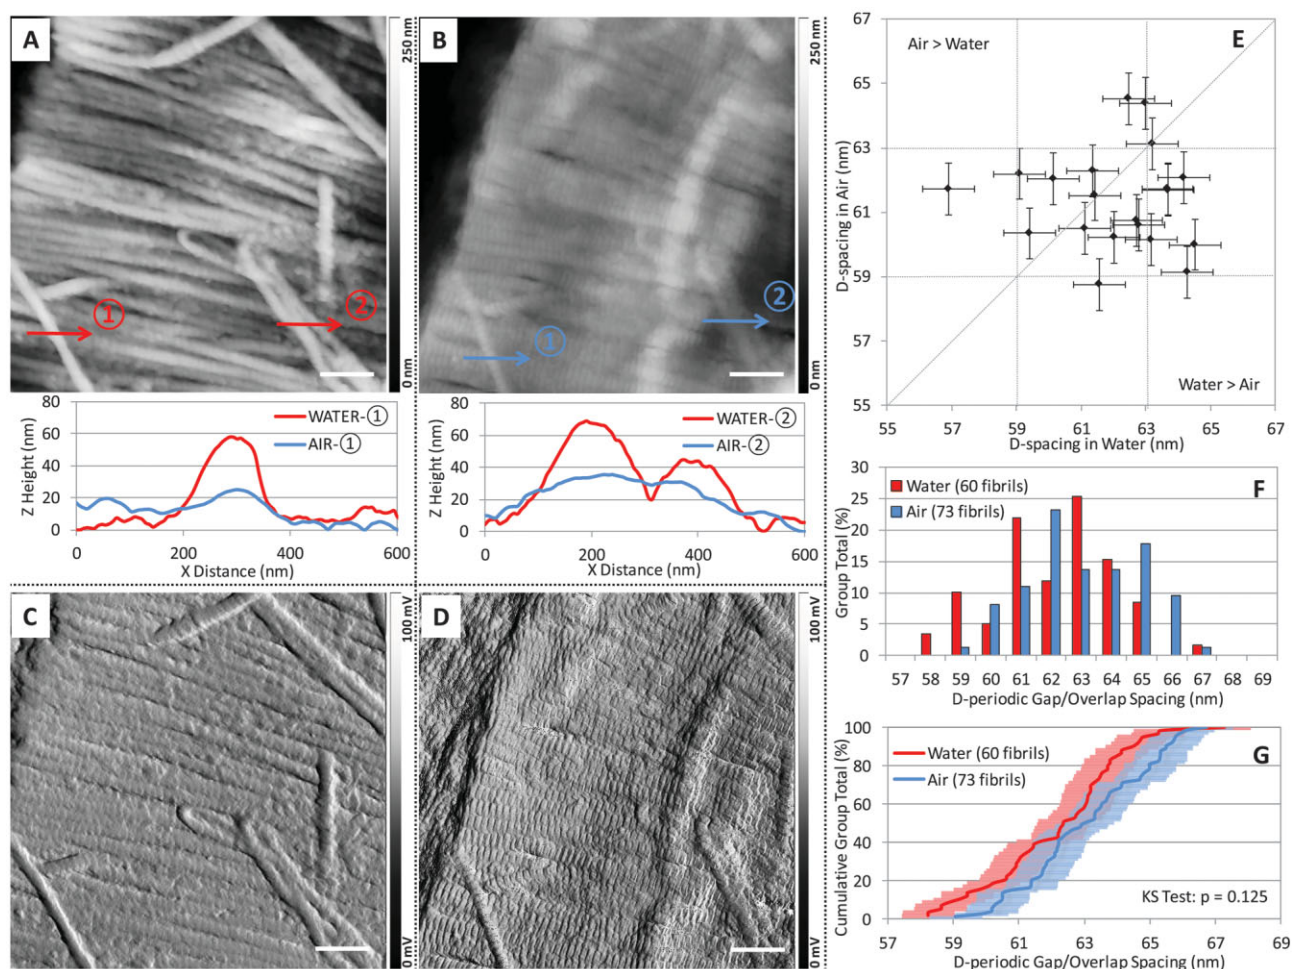 A
①
②
250 nm
0 nm
B
①
②
250 nm
0 nm
80
60
40
20
0
Z Height (nm)
WATER-①
AIR-①
0
200
400
600
X Distance (nm)
80
60
40
20
0
Z Height (nm)
WATER-②
AIR-②
0
200
400
600
X Distance (nm)
C
100 mV
0 mV
D
100 mV
0 mV
67
65
63
61
59
57
55
D-spacing in Air (nm)
Air > Water
E
Water > Air
55
57
59
61
63
65
67
D-spacing in Water (nm)
30
25
20
15
10
5
0
Group Total (%)
Water (60 fibrils)
Air (73 fibrils)
F
57 58 59 60 61 62 63 64 65 66 67 68 69
D-periodic Gap/Overlap Spacing (nm)
100
80
60
40
20
0
Cumulative Group Total (%)
Water (60 fibrils)
Air (73 fibrils)
G
KS Test: p = 0.125
57 59 61 63 65 67 69
D-periodic Gap/Overlap Spacing (nm)